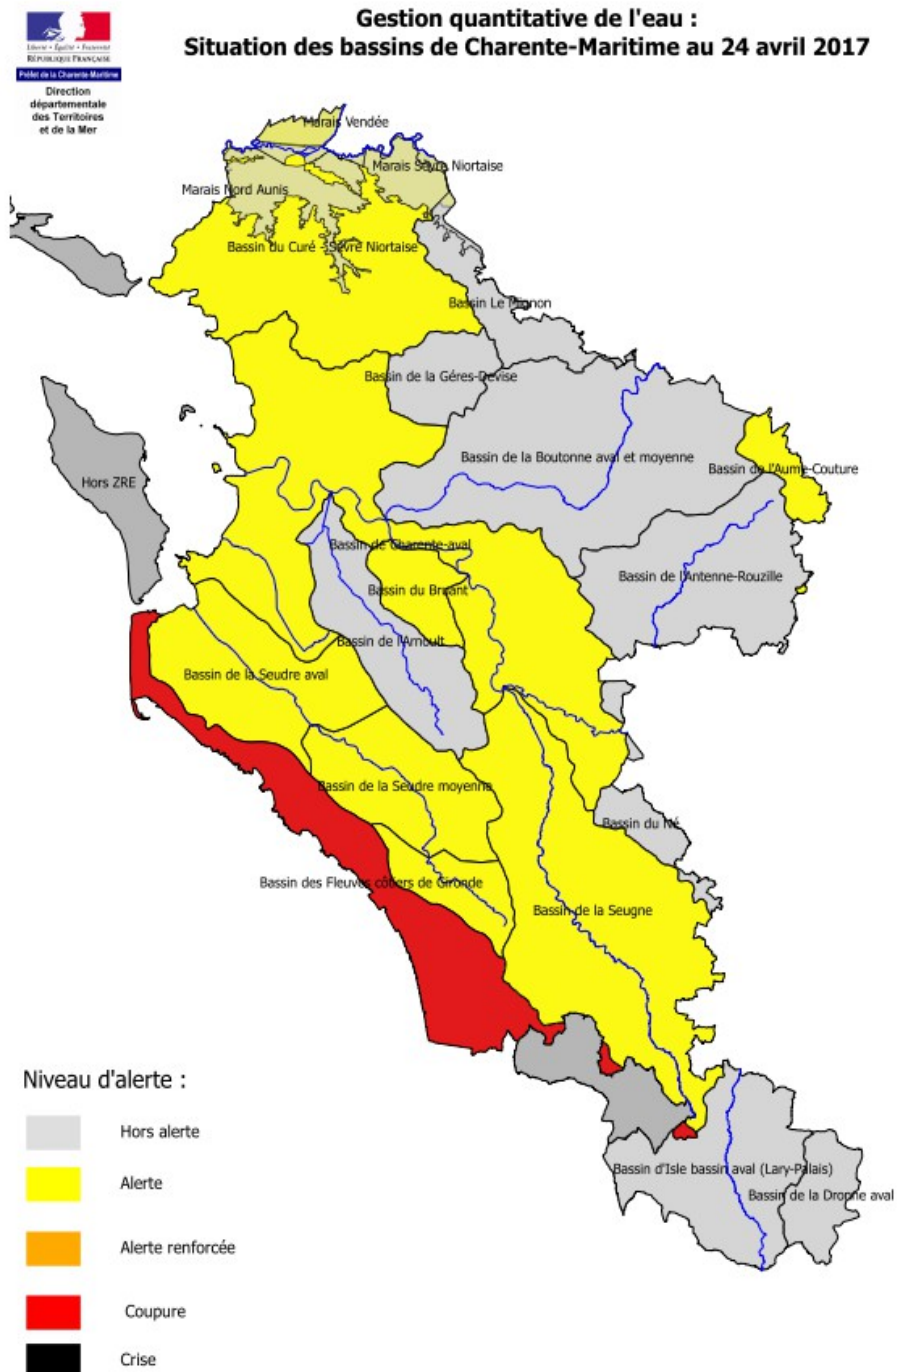 Gestion quantitative de l'eau :
Situation des bassins de Charente-Maritime au 24 avril 2017
Liberté • Égalité • Fraternité
RÉPUBLIQUE FRANÇAISE
Préfet de la Charente-Maritime
Direction
départementale
des Territoires
et de la Mer
Marais Vendée
Marais Sèvre Niortaise
Marais Nord Aunis
Bassin du Curé - Sèvre Niortaise
Bassin Le Mignon
Bassin de la Gères-Devise
Bassin de la Boutonne aval et moyenne
Bassin de l'Aume-Couture
Hors ZRE
Bassin de Charente-aval
Bassin de l'Antenne-Rouzille
Bassin du Bruant
Bassin de l'Arnoult
Bassin de la Seudre aval
Bassin de la Seudre moyenne
Bassin du Né
Bassin des Fleuves côtiers de Gironde
Bassin de la Seugne
Bassin d'Isle bassin aval (Lary-Palais)
Bassin de la Dronne aval
Niveau d'alerte :
Hors alerte
Alerte
Alerte renforcée
Coupure
Crise